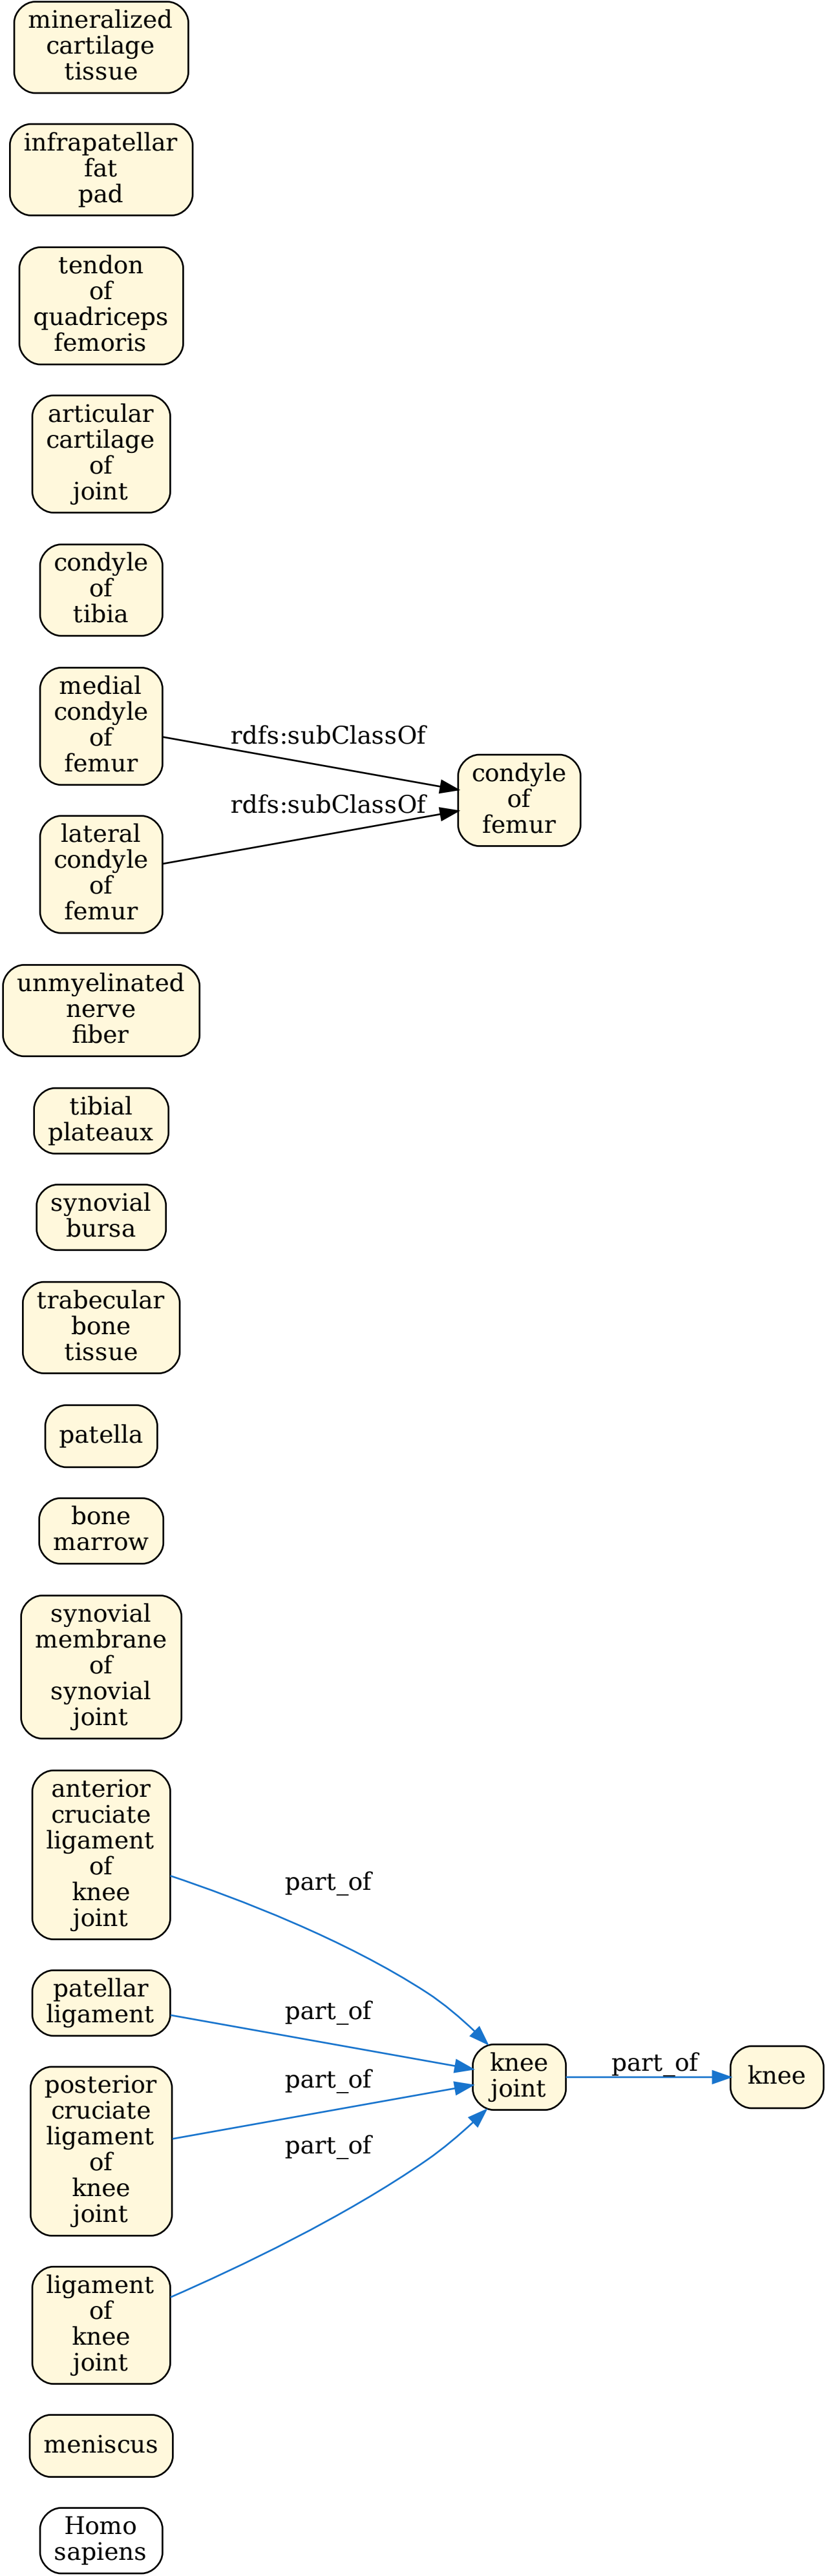 mineralized
cartilage
tissue
infrapatellar
fat
pad
tendon
of
quadriceps
femoris
articular
cartilage
of
joint
condyle
of
tibia
medial
condyle
of
femur
rdfs:subClassOf
condyle
of
femur
rdfs:subClassOf
lateral
condyle
of
femur
unmyelinated
nerve
fiber
tibial
plateaux
synovial
bursa
trabecular
bone
tissue
patella
bone
marrow
synovial
membrane
of
synovial
joint
anterior
cruciate
ligament
of
knee
joint
part_of
patellar
ligament
part_of
posterior
cruciate
ligament
of
knee
joint
part_of
part_of
knee
joint
part_of
knee
ligament
of
knee
joint
meniscus
Homo
sapiens